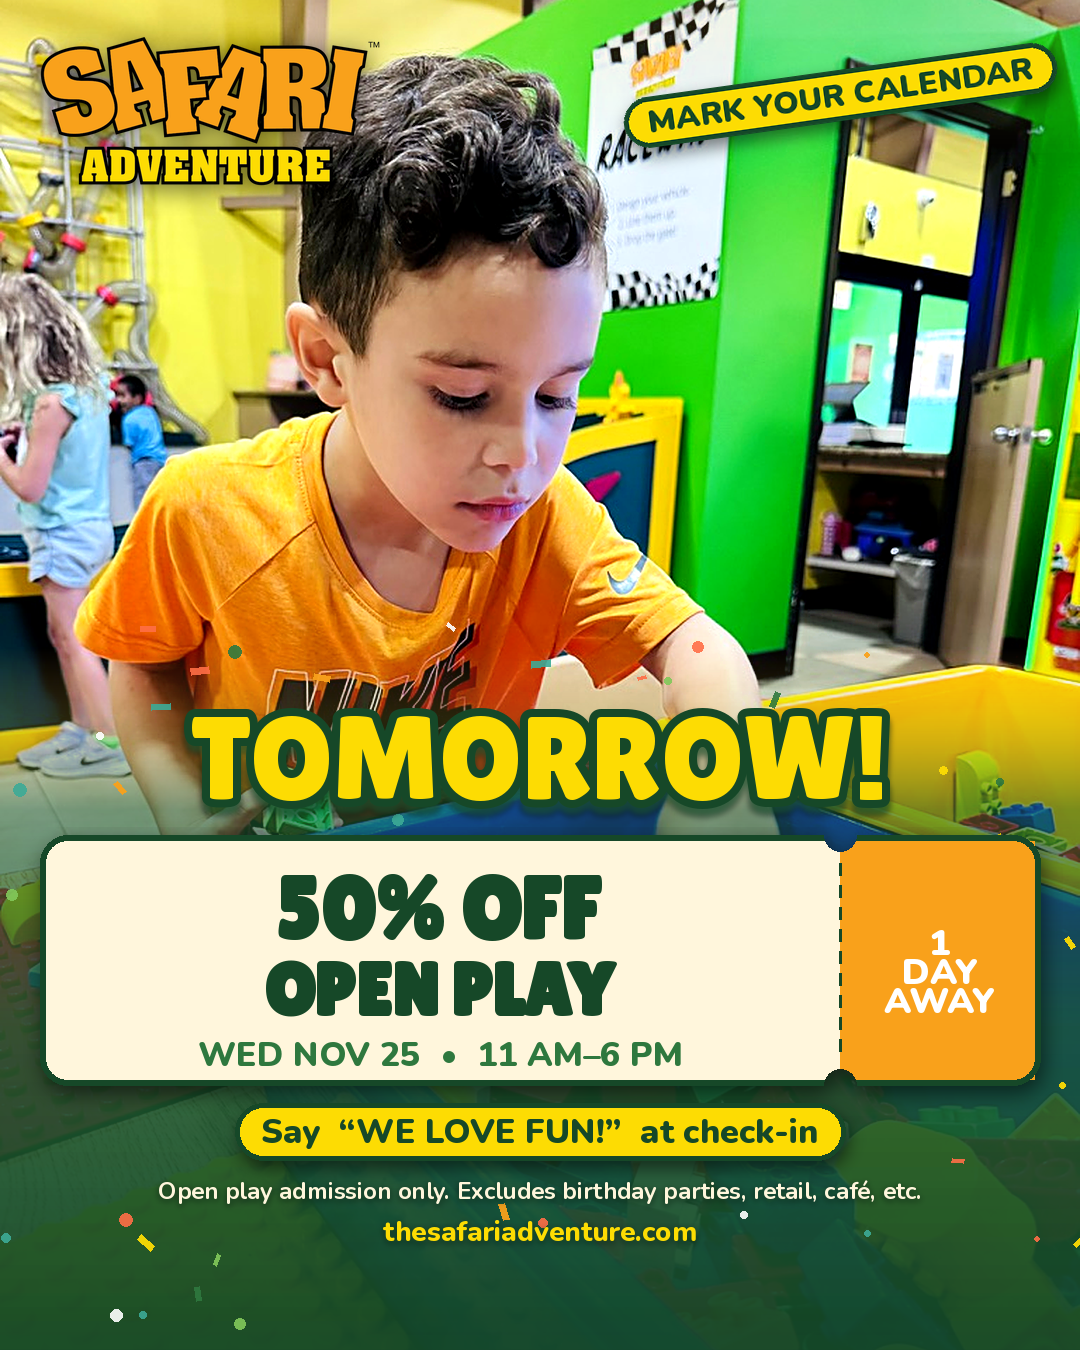 SAFARI™
ADVENTURE
MARK YOUR CALENDAR
TOMORROW!
50% OFF
OPEN PLAY
WED NOV 25 • 11 AM–6 PM
1
DAY
AWAY
Say “WE LOVE FUN!” at check-in
Open play admission only. Excludes birthday parties, retail, café, etc.
thesafariadventure.com